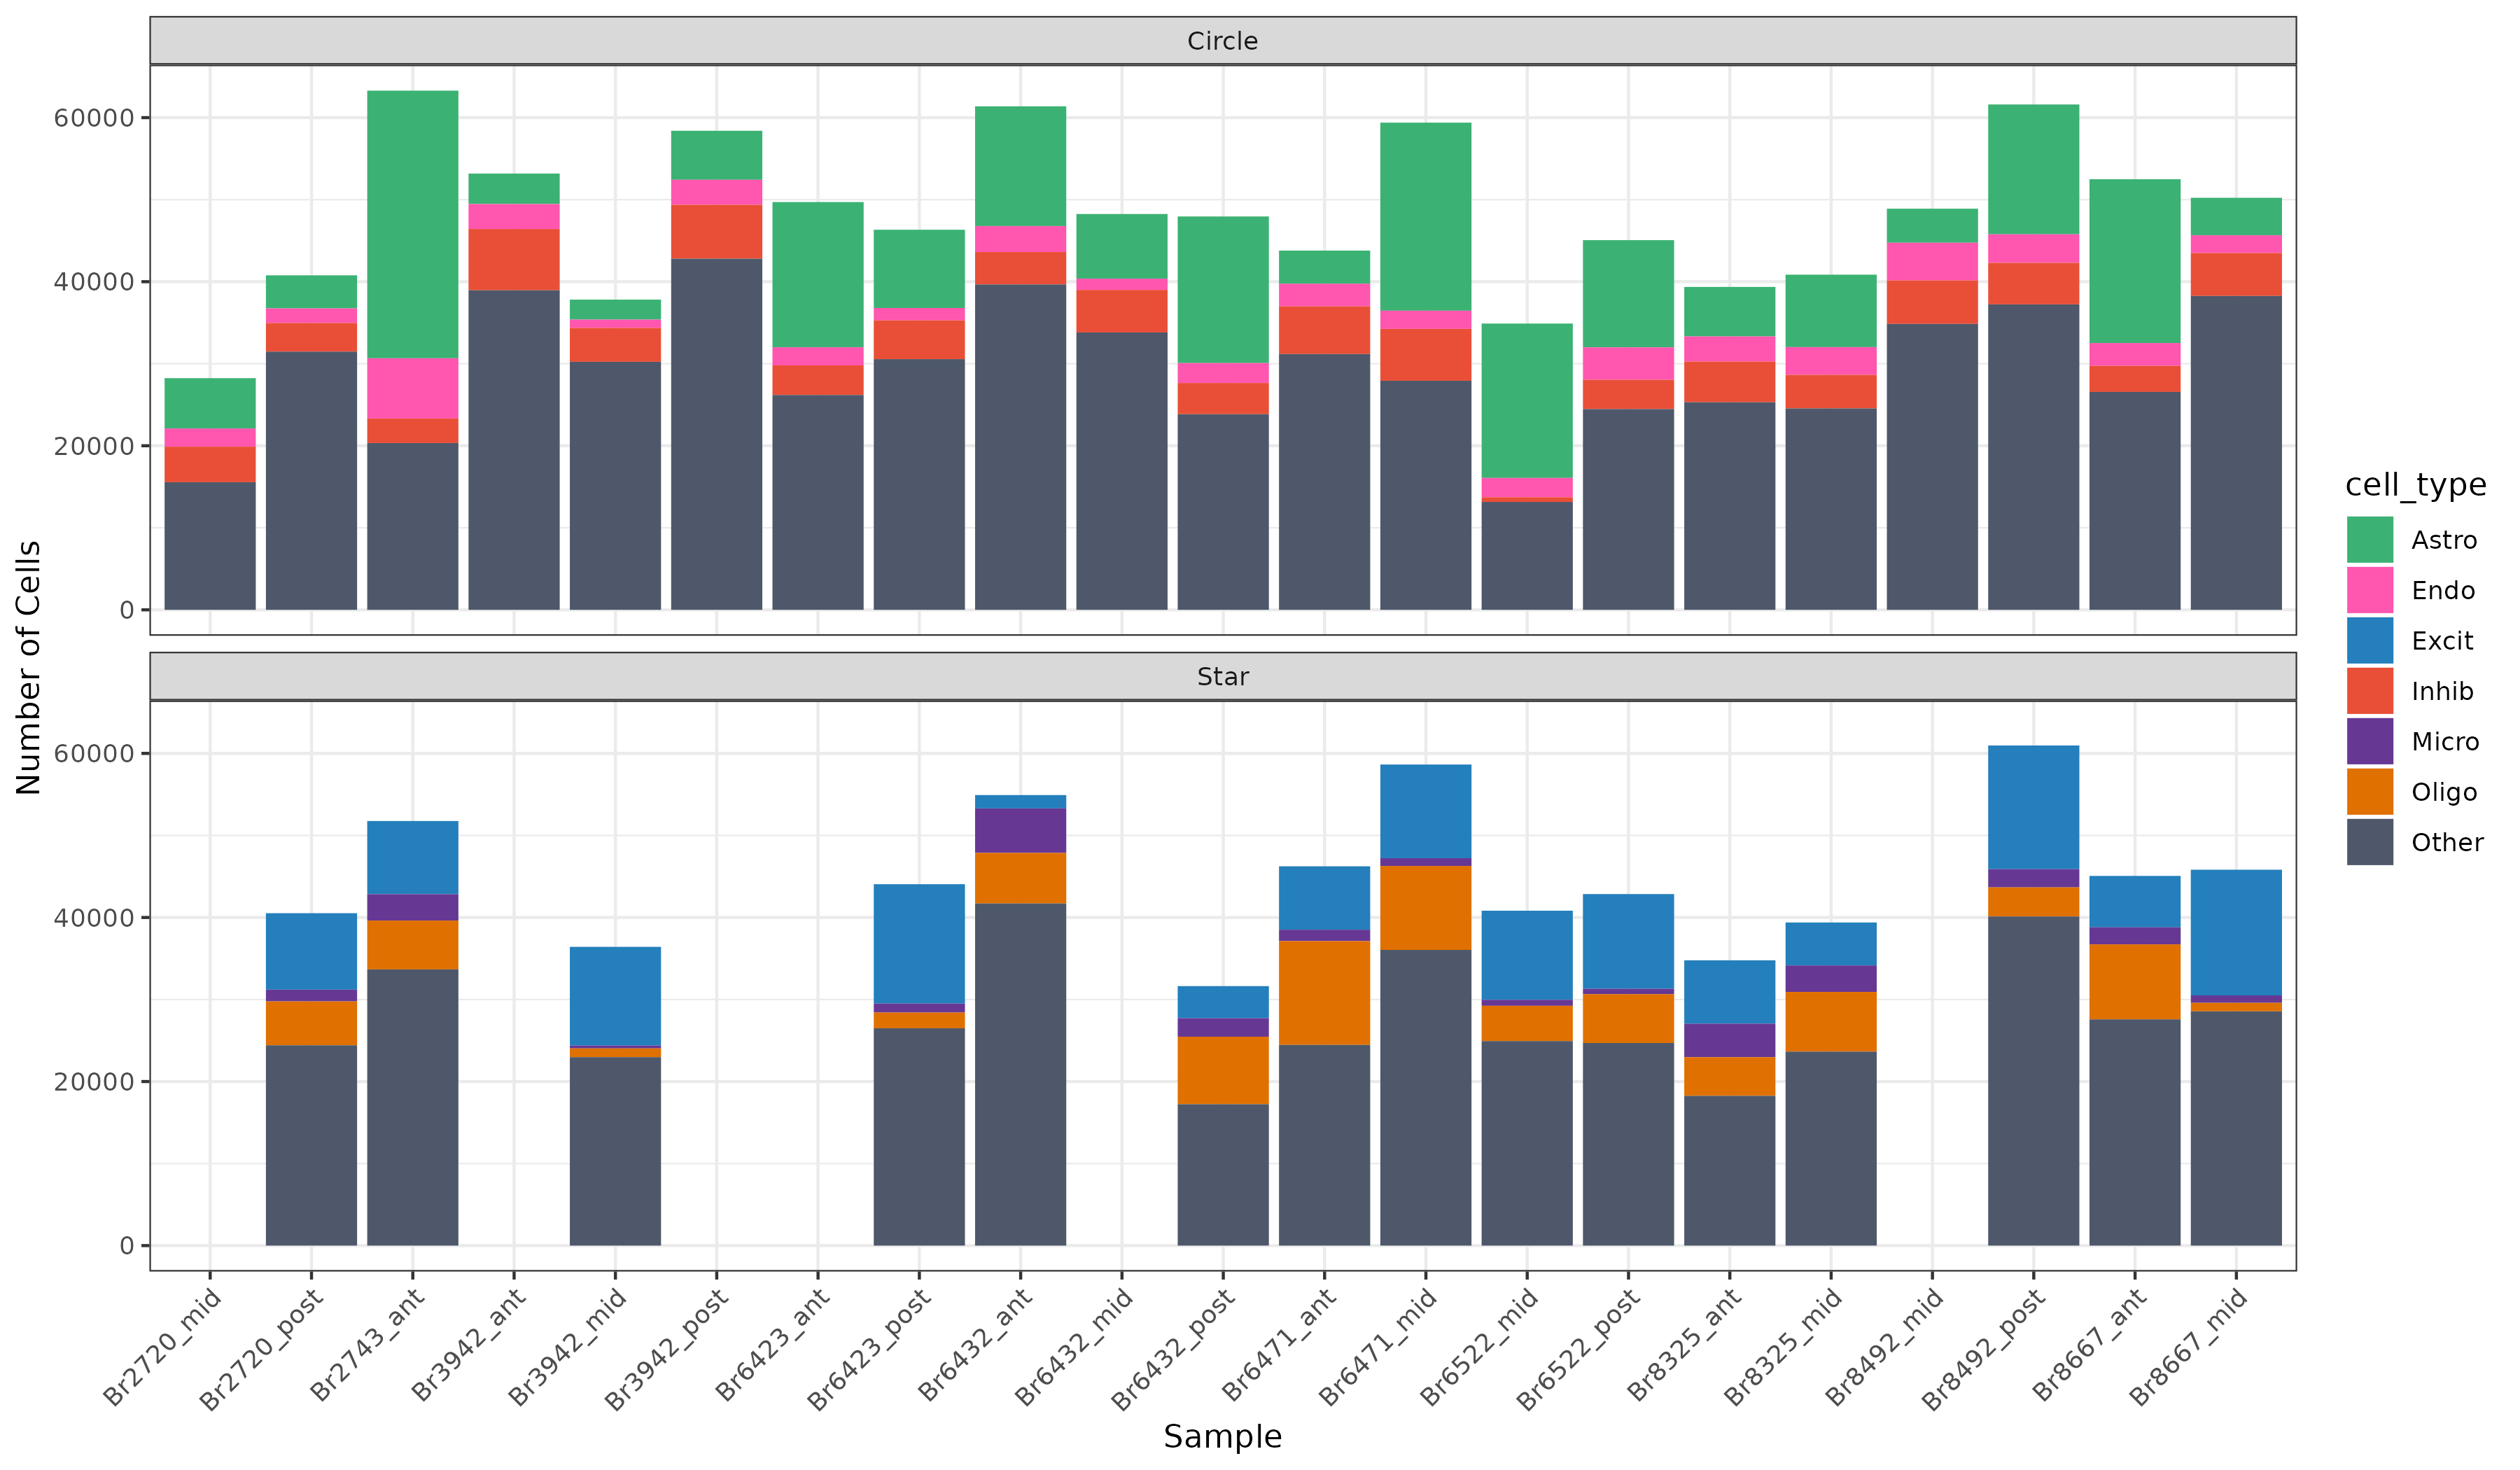 Circle
60000
40000
20000
0
Number of Cells
Star
60000
40000
20000
0
Br2720_mid
Br2720_post
Br2743_ant
Br3942_ant
Br3942_mid
Br3942_post
Br6423_ant
Br6423_post
Br6432_ant
Br6432_mid
Br6432_post
Br6471_ant
Br6471_mid
Br6522_mid
Br6522_post
Br8325_ant
Br8325_mid
Br8492_mid
Br8492_post
Br8667_ant
Br8667_mid
Sample
cell_type
Astro
Endo
Excit
Inhib
Micro
Oligo
Other